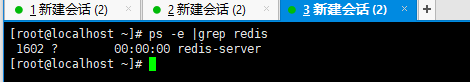 1 新建会话 (2)
2 新建会话 (2)
3 新建会话 (2)
[root@localhost ~]# ps -e |grep redis
1602 ? 00:00:00 redis-server
[root@localhost ~]#